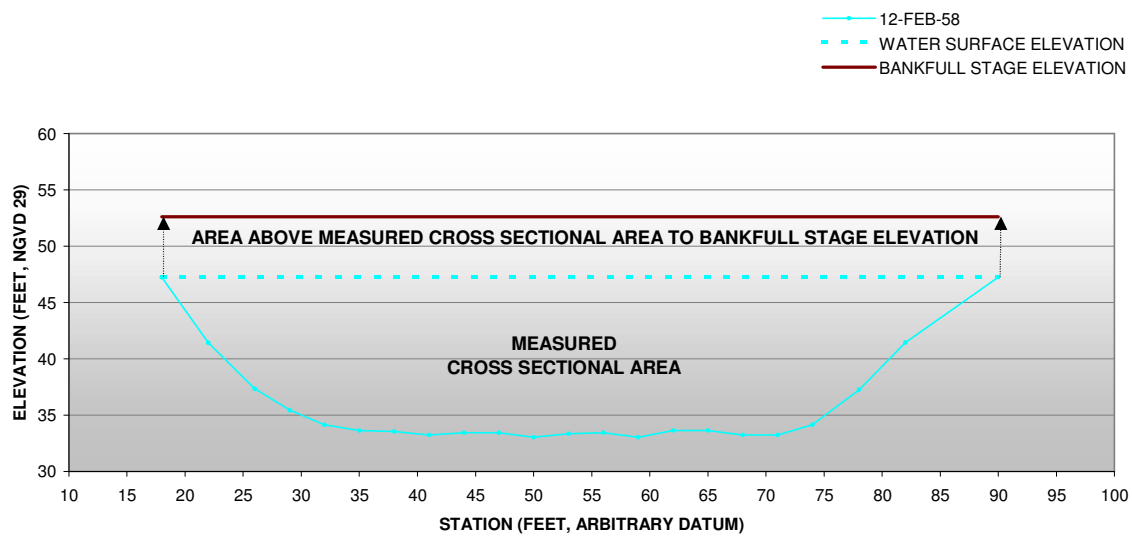 12-FEB-58
WATER SURFACE ELEVATION
BANKFULL STAGE ELEVATION
ELEVATION (FEET, NGVD 29)
60
55
50
45
40
35
30
AREA ABOVE MEASURED CROSS SECTIONAL AREA TO BANKFULL STAGE ELEVATION
MEASURED
CROSS SECTIONAL AREA
10 15 20 25 30 35 40 45 50 55 60 65 70 75 80 85 90 95 100
STATION (FEET, ARBITRARY DATUM)